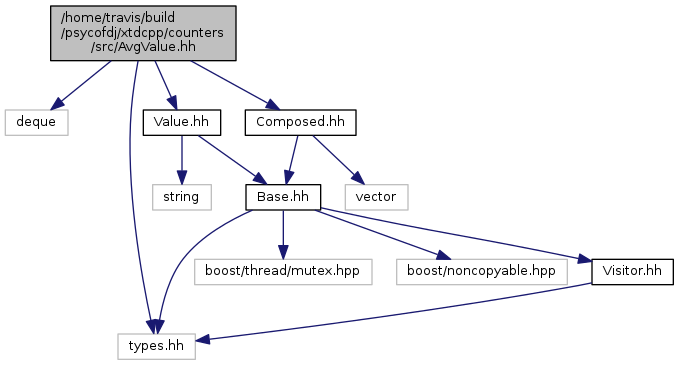 /home/travis/build
/psycofdj/xtdcpp/counters
/src/AvgValue.hh
deque
Value.hh
Composed.hh
string
Base.hh
vector
boost/thread/mutex.hpp
boost/noncopyable.hpp
Visitor.hh
types.hh